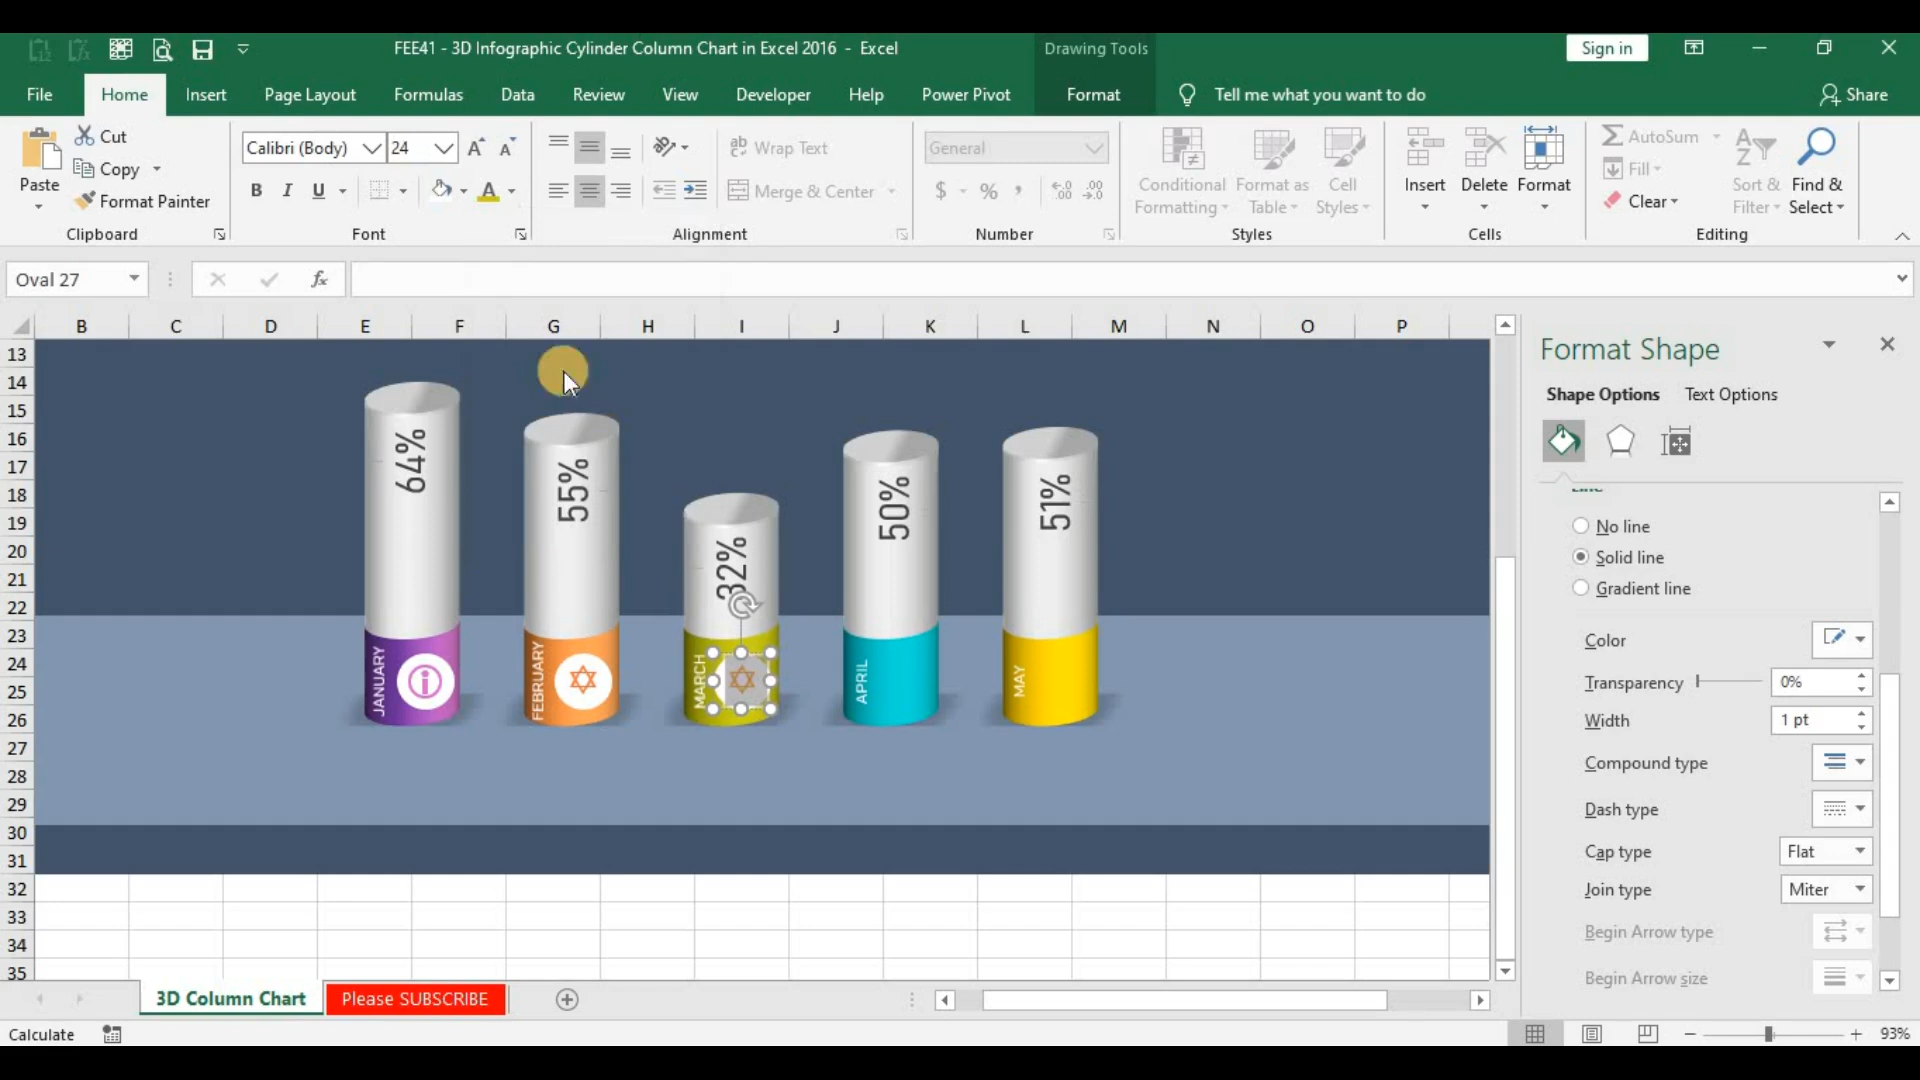 FEE41 - 3D Infographic Cylinder Column Chart in Excel 2016 - Excel
Drawing Tools
Sign in
File Home Insert Page Layout Formulas Data Review View Developer Help Power Pivot Format Tell me what you want to do Share
Paste
Cut
Copy
Format Painter
Clipboard
Calibri (Body) 24 A A
B I U A
Font
ab Wrap Text
Merge & Center
Alignment
General
$ % ,
Number
Conditional Formatting
Format as Table
Cell Styles
Styles
Insert
Delete
Format
Cells
AutoSum
Fill
Clear
Sort & Filter
Find & Select
Editing
Oval 27
fx
B C D E F G H I J K L M N O P
13
14
15
16
17
18
19
20
21
22
23
24
25
26
27
28
29
30
31
32
33
34
35
64%
55%
32%
50%
51%
JANUARY
FEBRUARY
MARCH
APRIL
MAY
Format Shape
Shape Options Text Options
Line
No line
Solid line
Gradient line
Color
Transparency 0%
Width 1 pt
Compound type
Dash type
Cap type Flat
Join type Miter
Begin Arrow type
Begin Arrow size
3D Column Chart
Please SUBSCRIBE
Calculate
93%